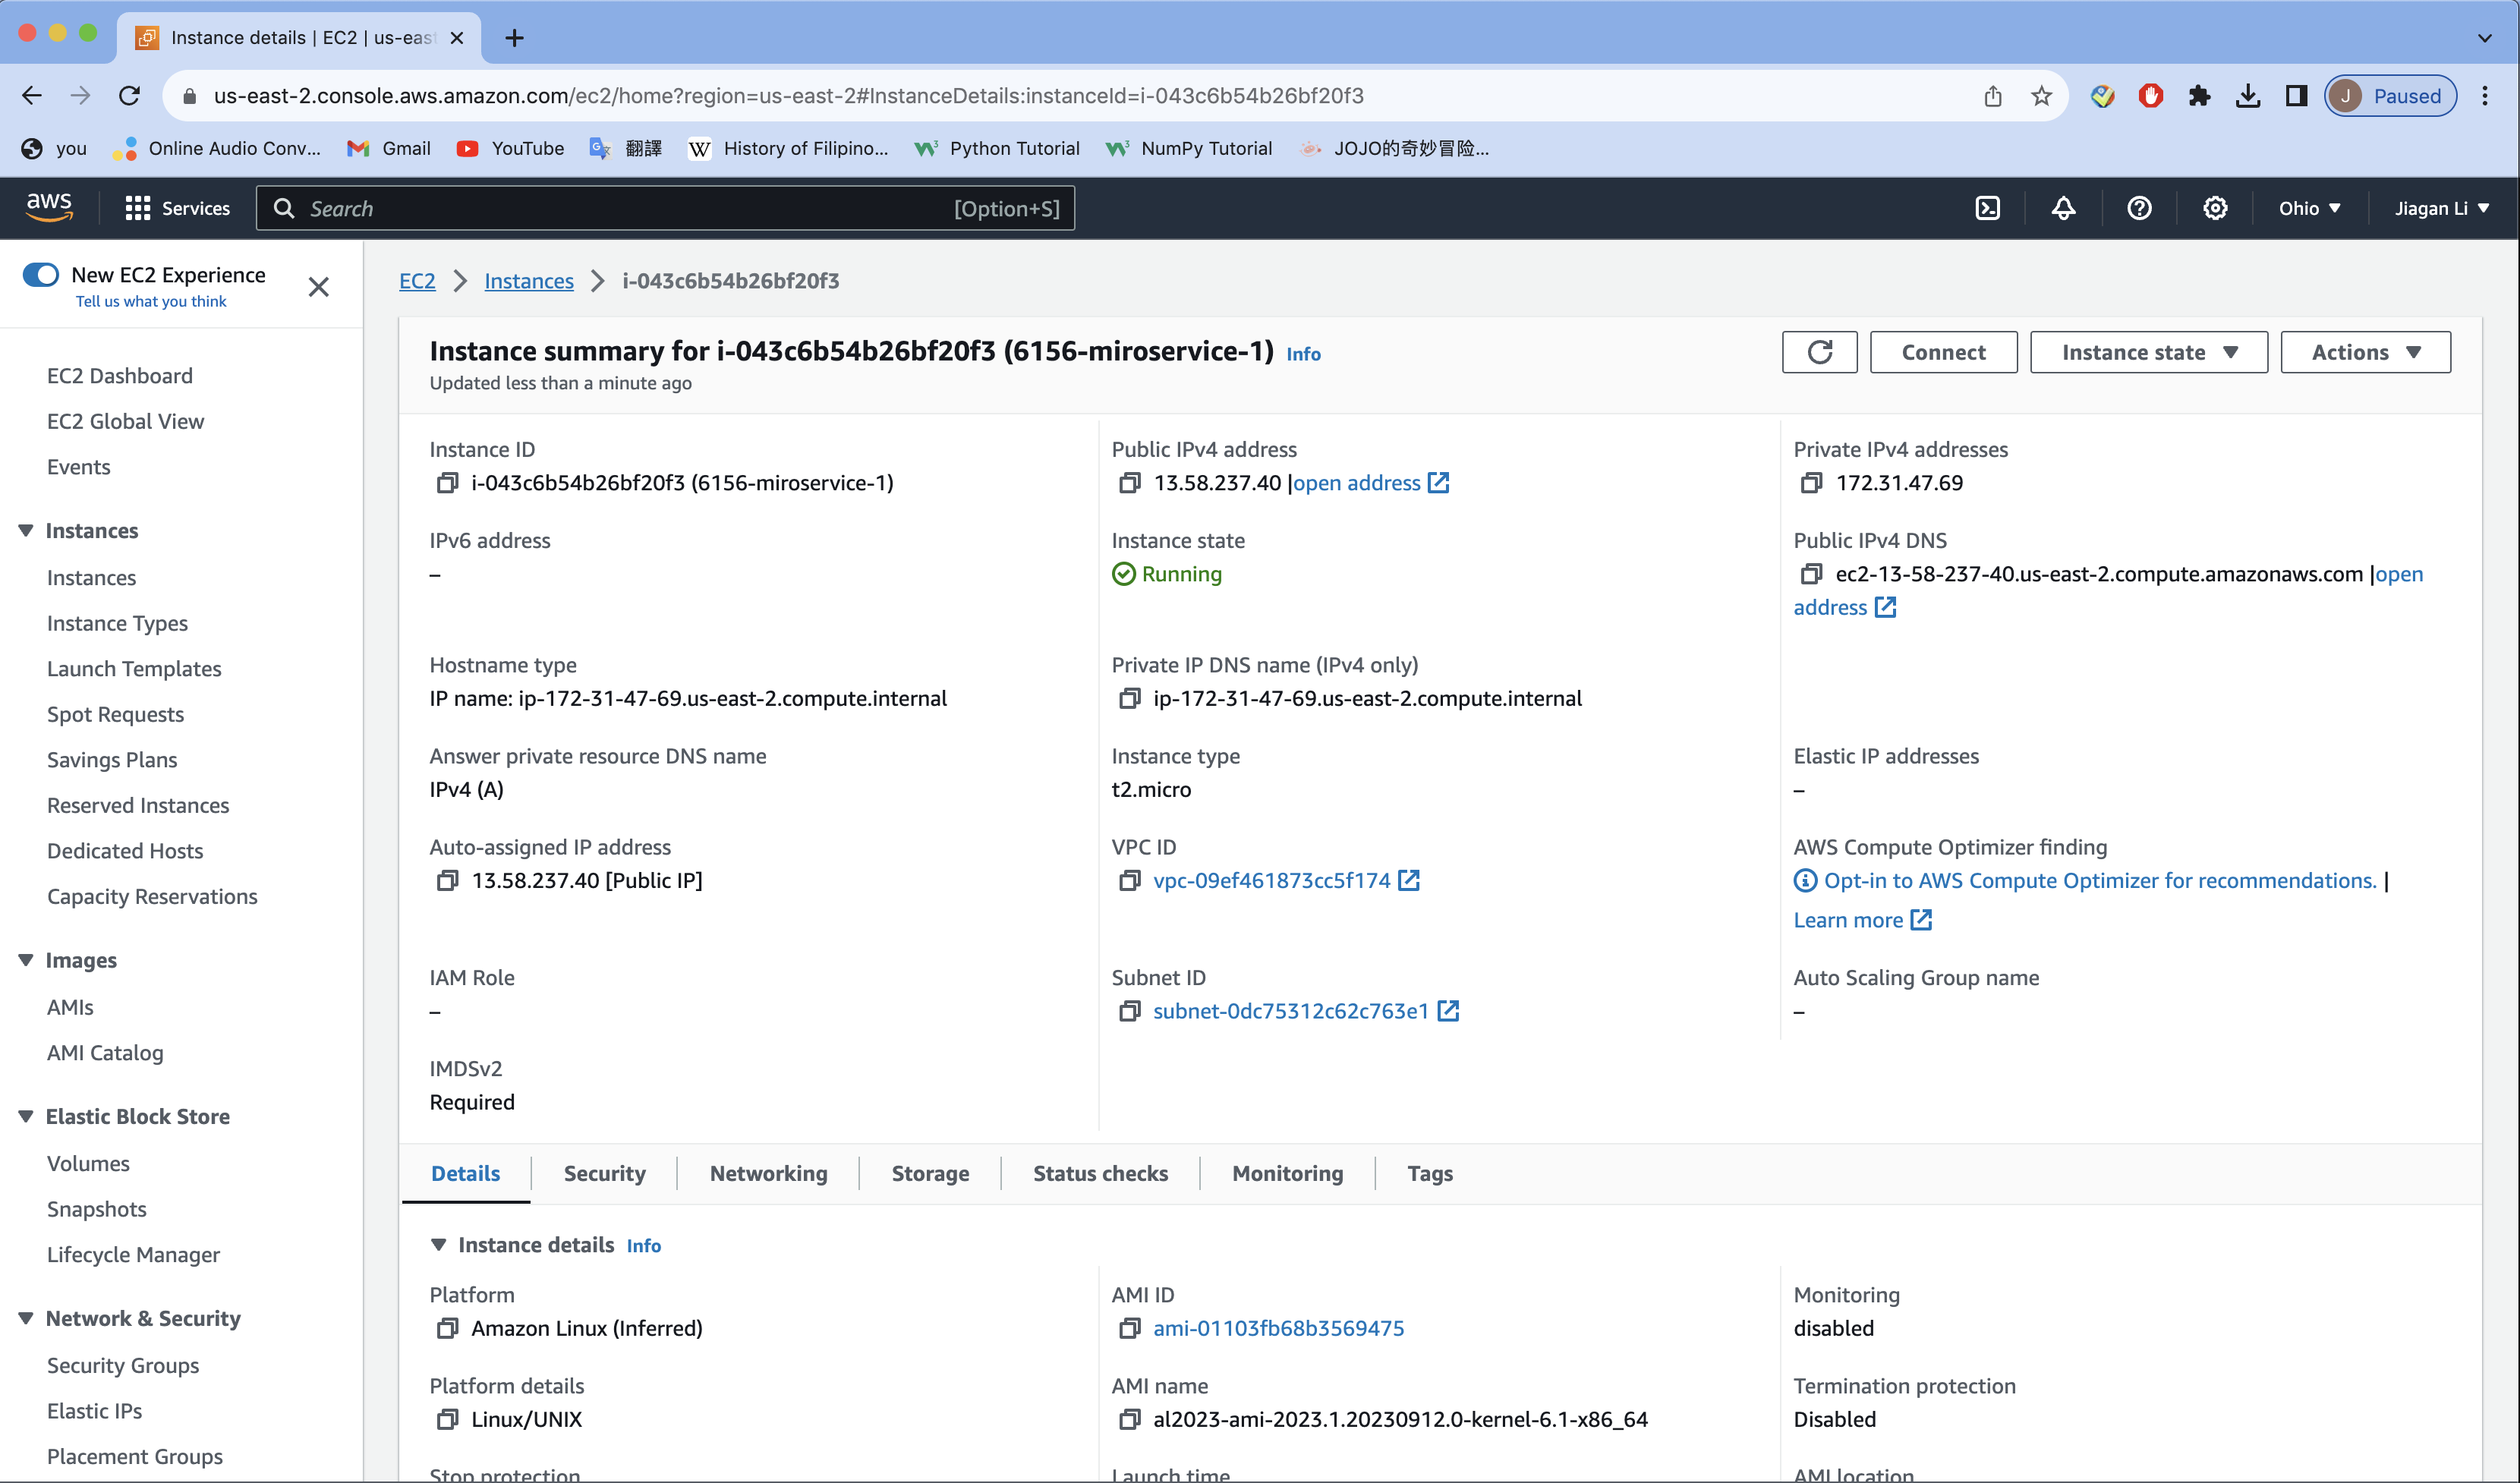 Instance details | EC2 | us-east
us-east-2.console.aws.amazon.com/ec2/home?region=us-east-2#InstanceDetails:instanceId=i-043c6b54b26bf20f3
J Paused
you Online Audio Conv... Gmail YouTube 翻譯 History of Filipino... Python Tutorial NumPy Tutorial JOJO的奇妙冒险...
aws Services Search [Option+S] Ohio Jiagan Li
New EC2 Experience
Tell us what you think
EC2 Dashboard
EC2 Global View
Events
Instances
Instances
Instance Types
Launch Templates
Spot Requests
Savings Plans
Reserved Instances
Dedicated Hosts
Capacity Reservations
Images
AMIs
AMI Catalog
Elastic Block Store
Volumes
Snapshots
Lifecycle Manager
Network & Security
Security Groups
Elastic IPs
Placement Groups
EC2 Instances i-043c6b54b26bf20f3
Instance summary for i-043c6b54b26bf20f3 (6156-miroservice-1) Info
Updated less than a minute ago
Connect Instance state Actions
Instance ID
i-043c6b54b26bf20f3 (6156-miroservice-1)
Public IPv4 address
13.58.237.40 |open address
Private IPv4 addresses
172.31.47.69
IPv6 address
–
Instance state
Running
Public IPv4 DNS
ec2-13-58-237-40.us-east-2.compute.amazonaws.com |open
address
Hostname type
IP name: ip-172-31-47-69.us-east-2.compute.internal
Private IP DNS name (IPv4 only)
ip-172-31-47-69.us-east-2.compute.internal
Answer private resource DNS name
IPv4 (A)
Instance type
t2.micro
Elastic IP addresses
–
Auto-assigned IP address
13.58.237.40 [Public IP]
VPC ID
vpc-09ef461873cc5f174
AWS Compute Optimizer finding
Opt-in to AWS Compute Optimizer for recommendations. |
Learn more
IAM Role
–
Subnet ID
subnet-0dc75312c62c763e1
Auto Scaling Group name
–
IMDSv2
Required
Details Security Networking Storage Status checks Monitoring Tags
Instance details Info
Platform
Amazon Linux (Inferred)
AMI ID
ami-01103fb68b3569475
Monitoring
disabled
Platform details
Linux/UNIX
AMI name
al2023-ami-2023.1.20230912.0-kernel-6.1-x86_64
Termination protection
Disabled
Stop protection
Launch time
AMI location